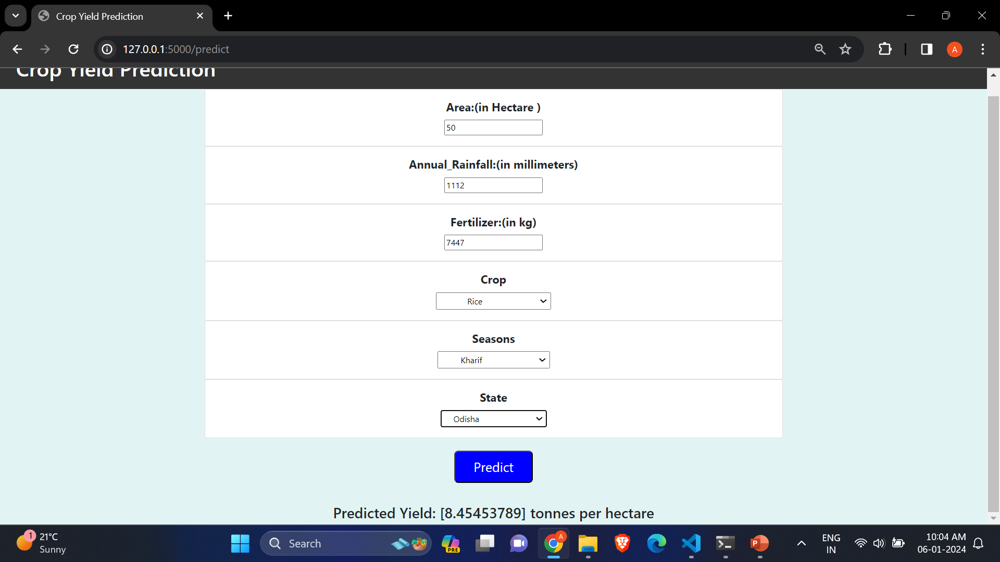 Crop Yield Prediction
127.0.0.1:5000/predict
A
Crop Yield Prediction
Area:(in Hectare )
50
Annual_Rainfall:(in millimeters)
1112
Fertilizer:(in kg)
7447
Crop
Rice
Seasons
Kharif
State
Odisha
Predict
Predicted Yield: [8.45453789] tonnes per hectare
1
21°C
Sunny
Search
PRE
A
P
ENG
IN
10:04 AM
06-01-2024